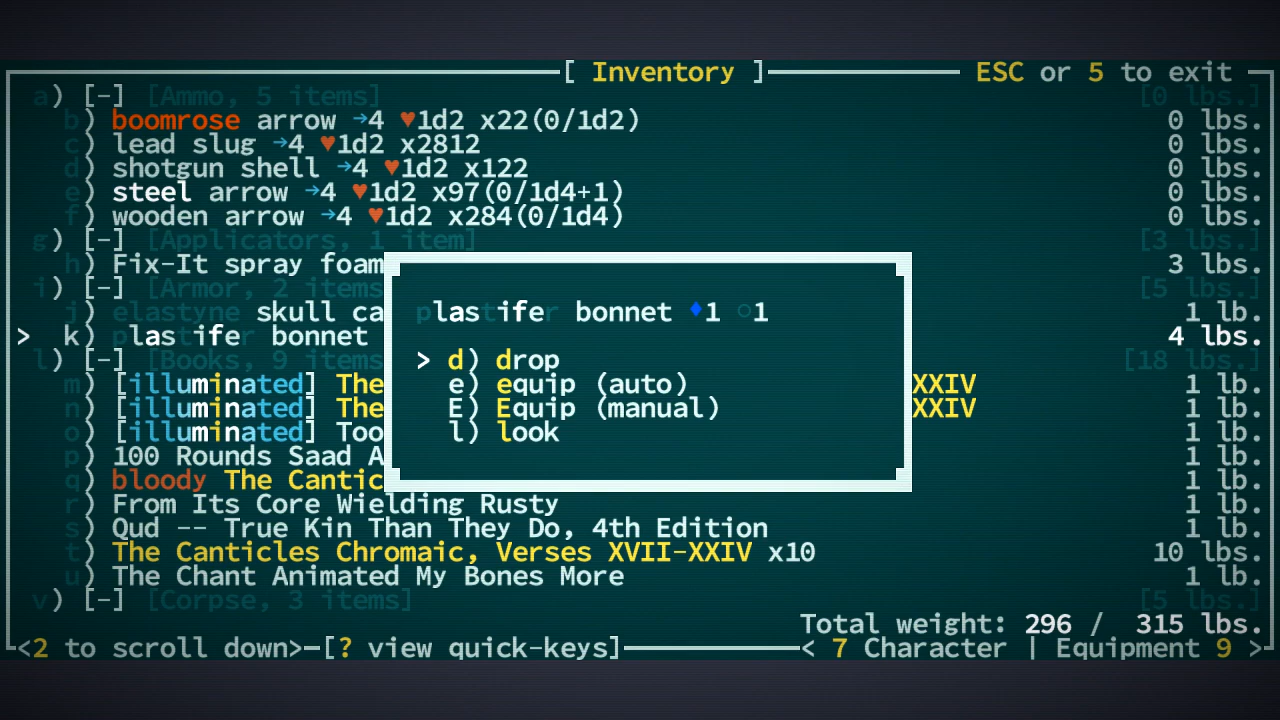 [ Inventory ] ESC or 5 to exit
a) [-] [Ammo, 5 items] [0 lbs.]
b) boomrose arrow →4 ♥1d2 x22(0/1d2) 0 lbs.
c) lead slug →4 ♥1d2 x2812 0 lbs.
d) shotgun shell →4 ♥1d2 x122 0 lbs.
e) steel arrow →4 ♥1d2 x97(0/1d4+1) 0 lbs.
f) wooden arrow →4 ♥1d2 x284(0/1d4) 0 lbs.
g) [-] [Applicators, 1 item] [3 lbs.]
h) Fix-It spray foam 3 lbs.
i) [-] [Armor, 2 items] [5 lbs.]
j) elastyne skull ca 1 lb.
> k) plastifer bonnet 4 lbs.
l) [-] [Books, 9 items] [18 lbs.]
m) [illuminated] The XXIV 1 lb.
n) [illuminated] The XXIV 1 lb.
o) [illuminated] Too 1 lb.
p) 100 Rounds Saad A 1 lb.
q) bloody The Cantic 1 lb.
r) From Its Core Wielding Rusty 1 lb.
s) Qud -- True Kin Than They Do, 4th Edition 1 lb.
t) The Canticles Chromaic, Verses XVII-XXIV x10 10 lbs.
u) The Chant Animated My Bones More 1 lb.
v) [-] [Corpse, 3 items] [5 lbs.]
plastifer bonnet ♦1 ○1
> d) drop
e) equip (auto)
E) Equip (manual)
l) look
Total weight: 296 / 315 lbs.
<2 to scroll down> [? view quick-keys] < 7 Character | Equipment 9 >